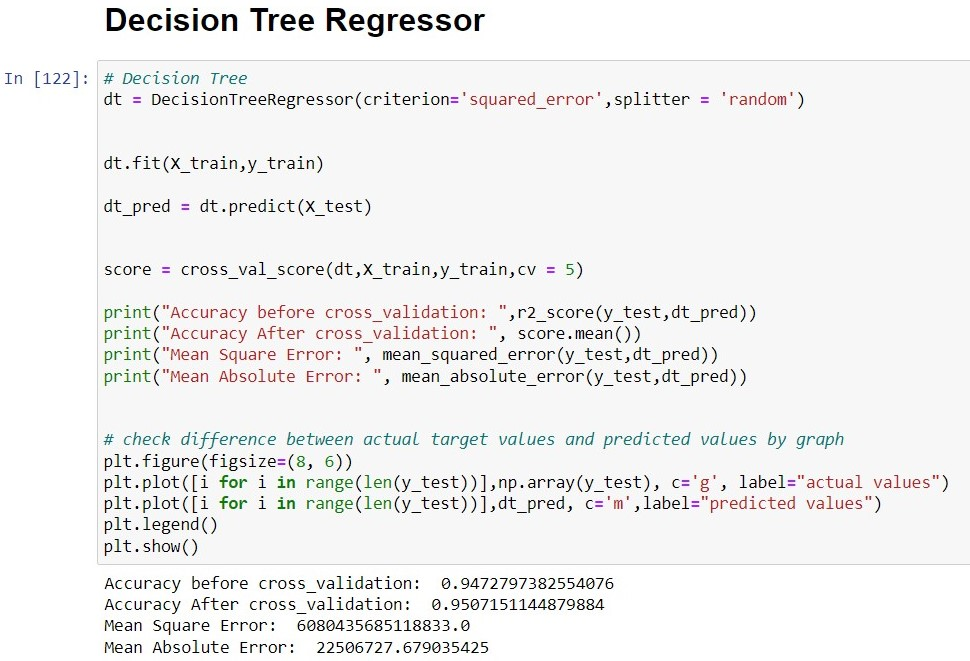 Decision Tree Regressor
In [122]:
# Decision Tree
dt = DecisionTreeRegressor(criterion='squared_error',splitter = 'random')
dt.fit(X_train,y_train)
dt_pred = dt.predict(X_test)
score = cross_val_score(dt,X_train,y_train,cv = 5)
print("Accuracy before cross_validation: ",r2_score(y_test,dt_pred))
print("Accuracy After cross_validation: ", score.mean())
print("Mean Square Error: ", mean_squared_error(y_test,dt_pred))
print("Mean Absolute Error: ", mean_absolute_error(y_test,dt_pred))
# check difference between actual target values and predicted values by graph
plt.figure(figsize=(8, 6))
plt.plot([i for i in range(len(y_test))],np.array(y_test), c='g', label="actual values")
plt.plot([i for i in range(len(y_test))],dt_pred, c='m',label="predicted values")
plt.legend()
plt.show()
Accuracy before cross_validation:  0.9472797382554076
Accuracy After cross_validation:  0.9507151144879884
Mean Square Error:  6080435685118833.0
Mean Absolute Error:  22506727.679035425